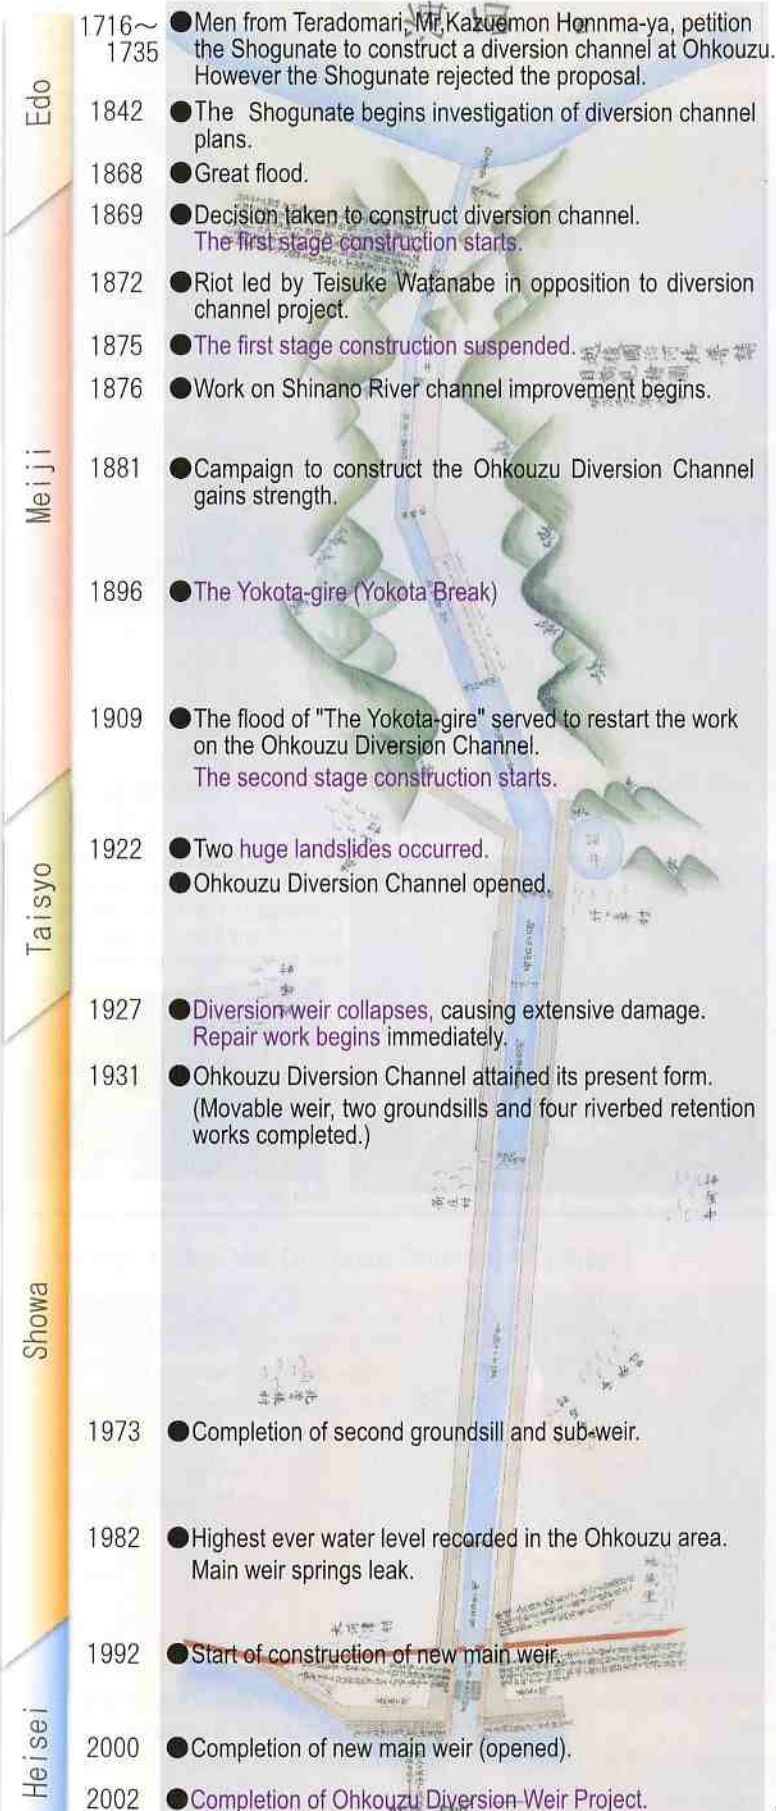 Edo
1716～
1735
●Men from Teradomari, Mr.Kazuemon Honnma-ya, petition
the Shogunate to construct a diversion channel at Ohkouzu.
However the Shogunate rejected the proposal.
1842
●The Shogunate begins investigation of diversion channel
plans.
1868
●Great flood.
Meiji
1869
●Decision taken to construct diversion channel.
The first stage construction starts.
1872
●Riot led by Teisuke Watanabe in opposition to diversion
channel project.
1875
●The first stage construction suspended.
1876
●Work on Shinano River channel improvement begins.
1881
●Campaign to construct the Ohkouzu Diversion Channel
gains strength.
1896
●The Yokota-gire (Yokota Break)
1909
●The flood of "The Yokota-gire" served to restart the work
on the Ohkouzu Diversion Channel.
The second stage construction starts.
Taisyo
1922
●Two huge landslides occurred.
●Ohkouzu Diversion Channel opened.
Showa
1927
●Diversion weir collapses, causing extensive damage.
Repair work begins immediately.
1931
●Ohkouzu Diversion Channel attained its present form.
(Movable weir, two groundsills and four riverbed retention
works completed.)
1973
●Completion of second groundsill and sub-weir.
1982
●Highest ever water level recorded in the Ohkouzu area.
Main weir springs leak.
Heisei
1992
●Start of construction of new main weir.
2000
●Completion of new main weir (opened).
2002
●Completion of Ohkouzu Diversion Weir Project.